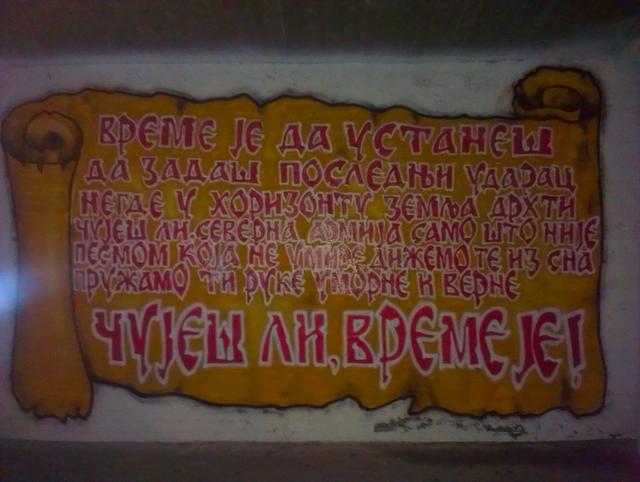 ВРЕМЕ ЈЕ ДА УСТАНЕШ
ДА ЗАДАШ ПОСЛЕДЊИ УДАРАЦ
НЕГДЕ У ХОРИЗОНТУ ЗЕМЉА ДРХТИ
ЧУЈЕШ ЛИ, СЕВЕРНА АРМИЈА САМО ШТО НИЈЕ
ПЕСМОМ КОЈА НЕ УМИРЕ ДИЖЕМО ТЕ ИЗ СНА
ПРУЖАМО ТИ РУКЕ УМОРНЕ И ВЕРНЕ
ЧУЈЕШ ЛИ, ВРЕМЕ ЈЕ!